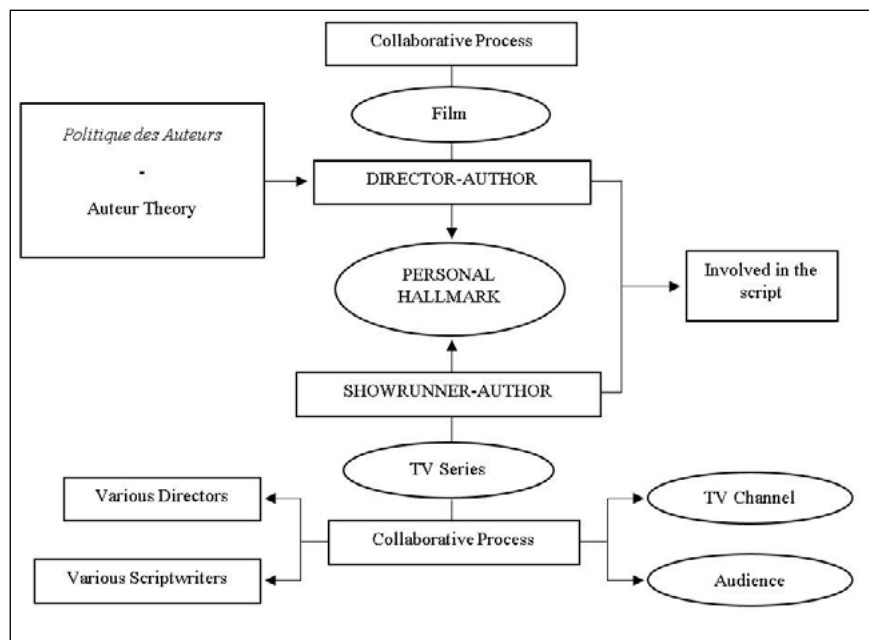 Collaborative Process
Film
Politique des Auteurs
-
Auteur Theory
DIRECTOR-AUTHOR
PERSONAL
HALLMARK
Involved in the
script
SHOWRUNNER-AUTHOR
TV Series
Various Directors
TV Channel
Collaborative Process
Various Scriptwriters
Audience